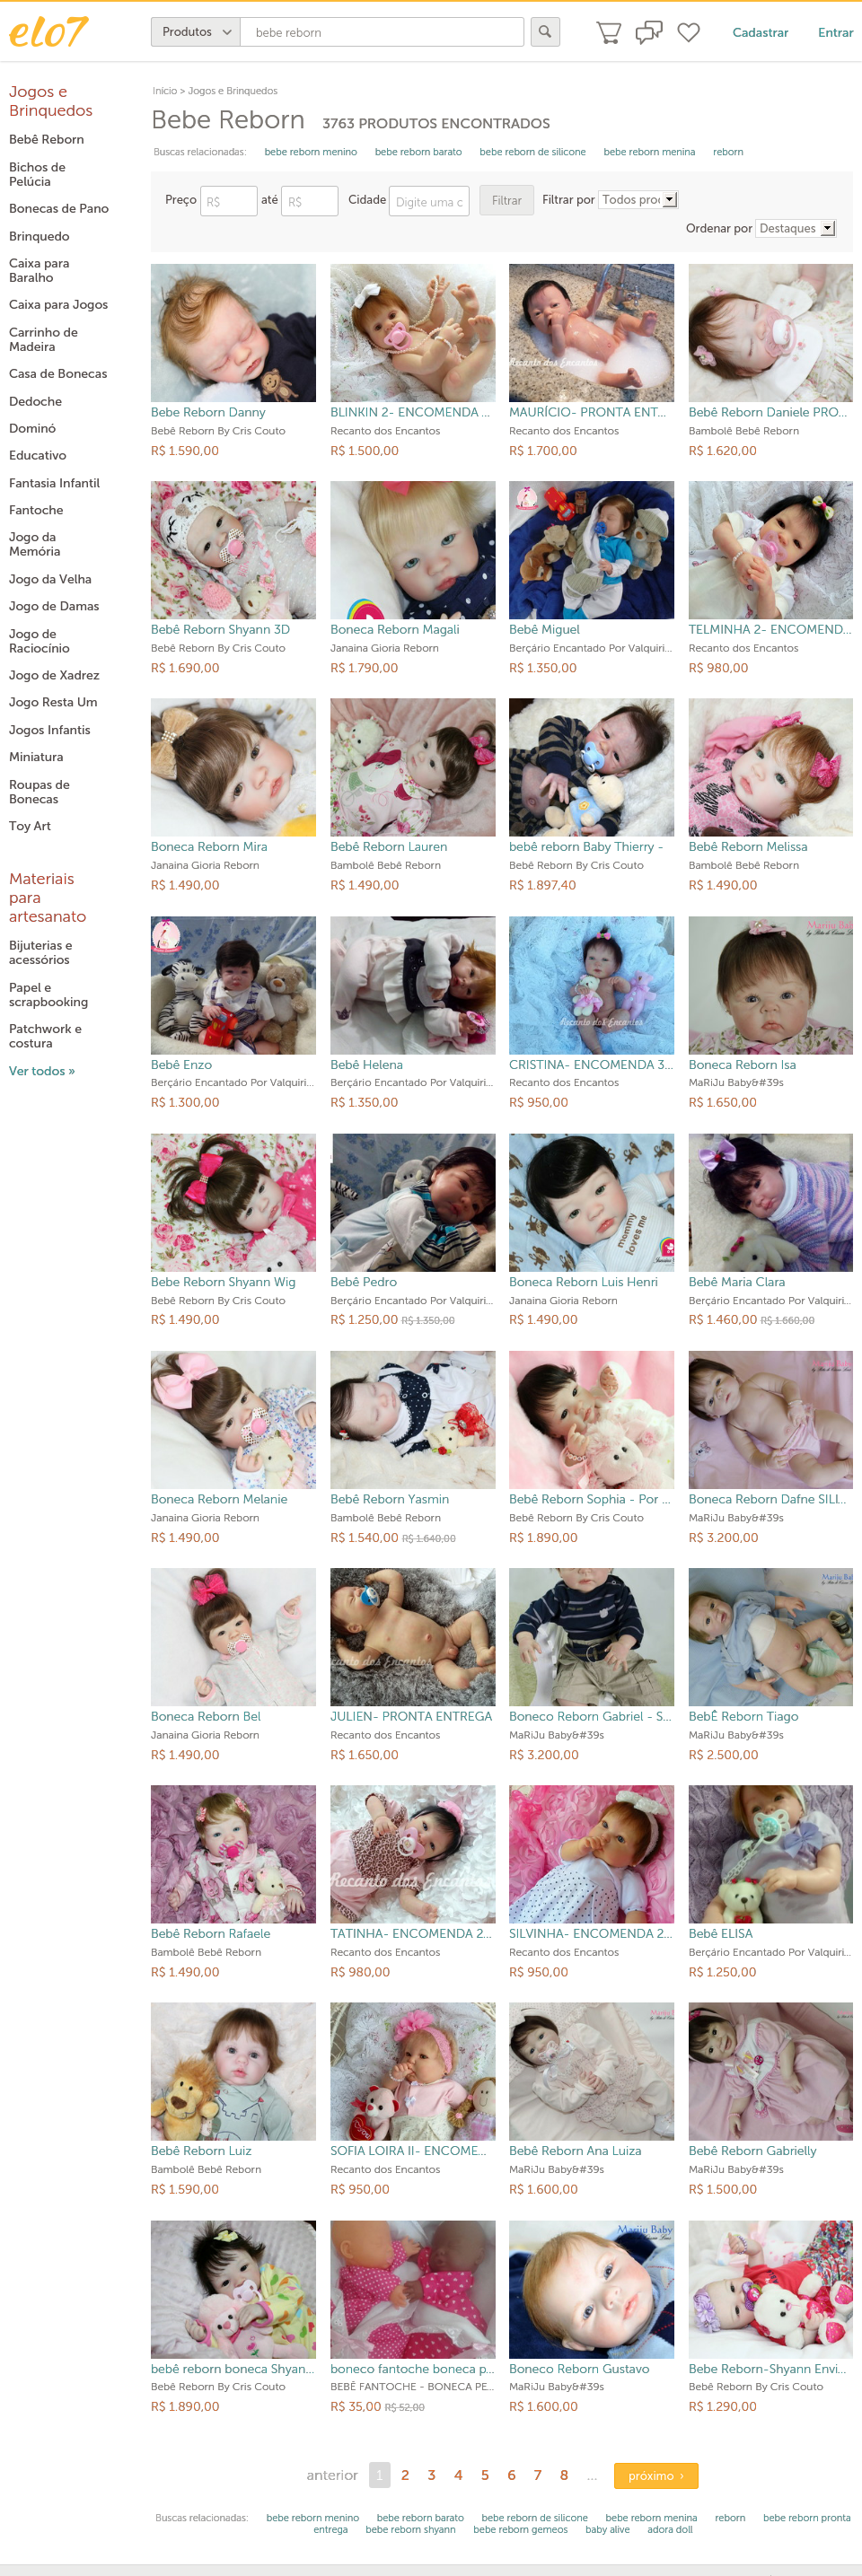 elo7
Produtos
bebe reborn
Cadastrar
Entrar
Jogos e
Brinquedos
Bebê Reborn
Bichos de
Pelúcia
Bonecas de Pano
Brinquedo
Caixa para
Baralho
Caixa para Jogos
Carrinho de
Madeira
Casa de Bonecas
Dedoche
Dominó
Educativo
Fantasia Infantil
Fantoche
Jogo da
Memória
Jogo da Velha
Jogo de Damas
Jogo de
Raciocínio
Jogo de Xadrez
Jogo Resta Um
Jogos Infantis
Miniatura
Roupas de
Bonecas
Toy Art
Materiais
para
artesanato
Bijuterias e
acessórios
Papel e
scrapbooking
Patchwork e
costura
Ver todos »
Início > Jogos e Brinquedos
Bebe Reborn 3763 PRODUTOS ENCONTRADOS
Buscas relacionadas: bebe reborn menino bebe reborn barato bebe reborn de silicone bebe reborn menina reborn
Preço R$ até R$ Cidade Digite uma c Filtrar Filtrar por Todos prod
Ordenar por Destaques
Recanto dos Encantos
Bebe Reborn Danny
Bebê Reborn By Cris Couto
R$ 1.590,00
BLINKIN 2- ENCOMENDA ...
Recanto dos Encantos
R$ 1.500,00
MAURÍCIO- PRONTA ENT...
Recanto dos Encantos
R$ 1.700,00
Bebê Reborn Daniele PRO...
Bambolê Bebê Reborn
R$ 1.620,00
Bebê Reborn Shyann 3D
Bebê Reborn By Cris Couto
R$ 1.690,00
Boneca Reborn Magali
Janaina Gioria Reborn
R$ 1.790,00
Bebê Miguel
Berçário Encantado Por Valquiri...
R$ 1.350,00
TELMINHA 2- ENCOMEND...
Recanto dos Encantos
R$ 980,00
Boneca Reborn Mira
Janaina Gioria Reborn
R$ 1.490,00
Bebê Reborn Lauren
Bambolê Bebê Reborn
R$ 1.490,00
bebê reborn Baby Thierry -
Bebê Reborn By Cris Couto
R$ 1.897,40
Bebê Reborn Melissa
Bambolê Bebê Reborn
R$ 1.490,00
Recanto dos Encantos
Mariju Baby
Bebê Enzo
Berçário Encantado Por Valquiri...
R$ 1.300,00
Bebê Helena
Berçário Encantado Por Valquiri...
R$ 1.350,00
CRISTINA- ENCOMENDA 3...
Recanto dos Encantos
R$ 950,00
Boneca Reborn Isa
MaRiJu Baby&#39s
R$ 1.650,00
mommy
loves me
Bebe Reborn Shyann Wig
Bebê Reborn By Cris Couto
R$ 1.490,00
Bebê Pedro
Berçário Encantado Por Valquiri...
R$ 1.250,00 R$ 1.350,00
Boneca Reborn Luis Henri
Janaina Gioria Reborn
R$ 1.490,00
Bebê Maria Clara
Berçário Encantado Por Valquiri...
R$ 1.460,00 R$ 1.660,00
Boneca Reborn Melanie
Janaina Gioria Reborn
R$ 1.490,00
Bebê Reborn Yasmin
Bambolê Bebê Reborn
R$ 1.540,00 R$ 1.640,00
Bebê Reborn Sophia - Por ...
Bebê Reborn By Cris Couto
R$ 1.890,00
Boneca Reborn Dafne SILI...
MaRiJu Baby&#39s
R$ 3.200,00
canto dos Encantos
Mariju Bab
Boneca Reborn Bel
Janaina Gioria Reborn
R$ 1.490,00
JULIEN- PRONTA ENTREGA
Recanto dos Encantos
R$ 1.650,00
Boneco Reborn Gabriel - S...
MaRiJu Baby&#39s
R$ 3.200,00
BebÊ Reborn Tiago
MaRiJu Baby&#39s
R$ 2.500,00
Recanto dos Encantos
Bebê Reborn Rafaele
Bambolê Bebê Reborn
R$ 1.490,00
TATINHA- ENCOMENDA 2...
Recanto dos Encantos
R$ 980,00
SILVINHA- ENCOMENDA 2...
Recanto dos Encantos
R$ 950,00
Bebê ELISA
Berçário Encantado Por Valquiri...
R$ 1.250,00
Bebê Reborn Luiz
Bambolê Bebê Reborn
R$ 1.590,00
SOFIA LOIRA II- ENCOME...
Recanto dos Encantos
R$ 950,00
Bebê Reborn Ana Luiza
MaRiJu Baby&#39s
R$ 1.600,00
Bebê Reborn Gabrielly
MaRiJu Baby&#39s
R$ 1.500,00
Mariju Baby
bebê reborn boneca Shyan...
Bebê Reborn By Cris Couto
R$ 1.890,00
boneco fantoche boneca p...
BEBÊ FANTOCHE - BONECA PE...
R$ 35,00 R$ 52,00
Boneco Reborn Gustavo
MaRiJu Baby&#39s
R$ 1.600,00
Bebe Reborn-Shyann Envi...
Bebê Reborn By Cris Couto
R$ 1.290,00
anterior 1 2 3 4 5 6 7 8 ... próximo ›
Buscas relacionadas: bebe reborn menino bebe reborn barato bebe reborn de silicone bebe reborn menina reborn bebe reborn pronta
entrega bebe reborn shyann bebe reborn gemeos baby alive adora doll